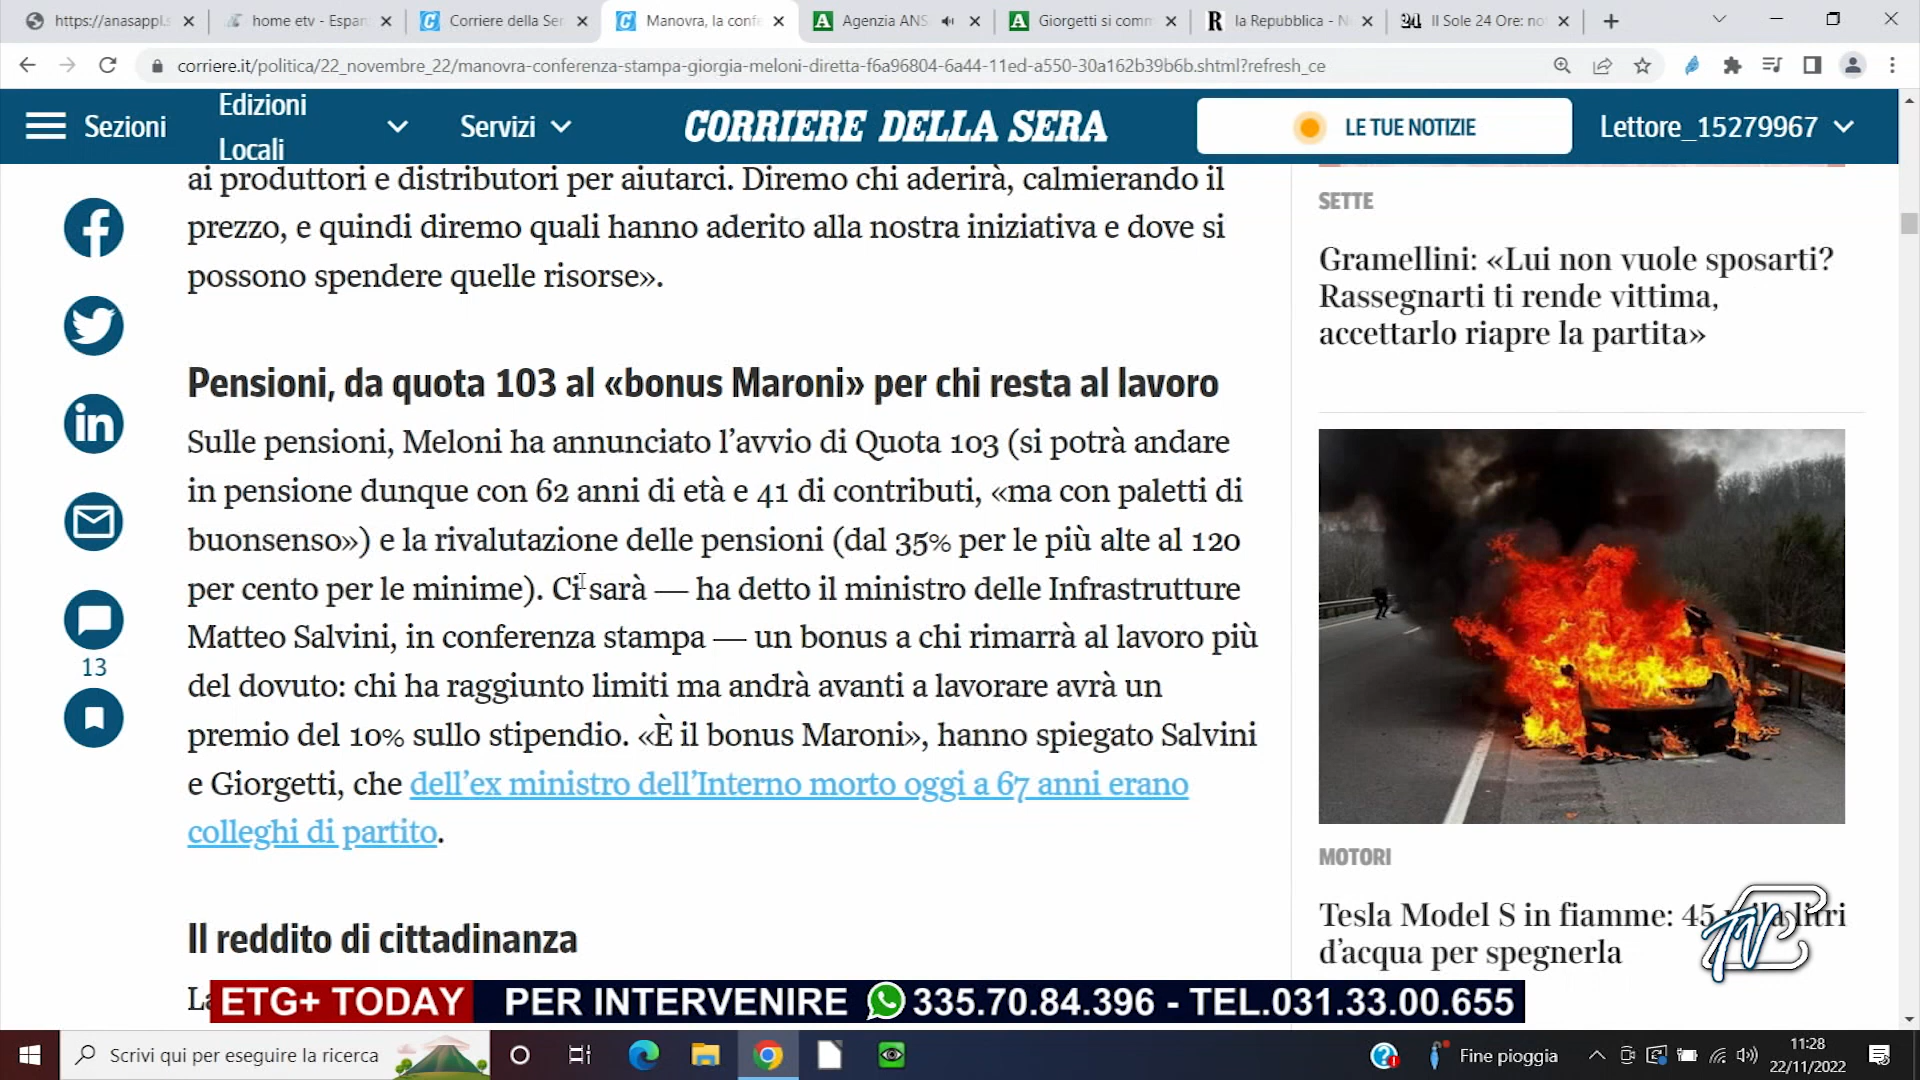 https://anasappl.s
home etv - Espan
Corriere della Ser
Manovra, la confe
Agenzia ANS
Giorgetti si comm
la Repubblica - N
Il Sole 24 Ore: no
corriere.it/politica/22_novembre_22/manovra-conferenza-stampa-giorgia-meloni-diretta-f6a96804-6a44-11ed-a550-30a162b39b6b.shtml?refresh_ce
Sezioni
Edizioni
Locali
Servizi
CORRIERE DELLA SERA
LE TUE NOTIZIE
Lettore_15279967
ai produttori e distributori per aiutarci. Diremo chi aderirà, calmierando il
prezzo, e quindi diremo quali hanno aderito alla nostra iniziativa e dove si
possono spendere quelle risorse».
Pensioni, da quota 103 al «bonus Maroni» per chi resta al lavoro
Sulle pensioni, Meloni ha annunciato l’avvio di Quota 103 (si potrà andare
in pensione dunque con 62 anni di età e 41 di contributi, «ma con paletti di
buonsenso») e la rivalutazione delle pensioni (dal 35% per le più alte al 120
per cento per le minime). Ci sarà — ha detto il ministro delle Infrastrutture
Matteo Salvini, in conferenza stampa — un bonus a chi rimarrà al lavoro più
del dovuto: chi ha raggiunto limiti ma andrà avanti a lavorare avrà un
premio del 10% sullo stipendio. «È il bonus Maroni», hanno spiegato Salvini
e Giorgetti, che dell’ex ministro dell’Interno morto oggi a 67 anni erano
colleghi di partito.
Il reddito di cittadinanza
13
SETTE
Gramellini: «Lui non vuole sposarti?
Rassegnarti ti rende vittima,
accettarlo riapre la partita»
MOTORI
Tesla Model S in fiamme: 45 mila litri
d’acqua per spegnerla
TV
ETG+ TODAY PER INTERVENIRE 335.70.84.396 - TEL.031.33.00.655
Scrivi qui per eseguire la ricerca
Fine pioggia
11:28
22/11/2022